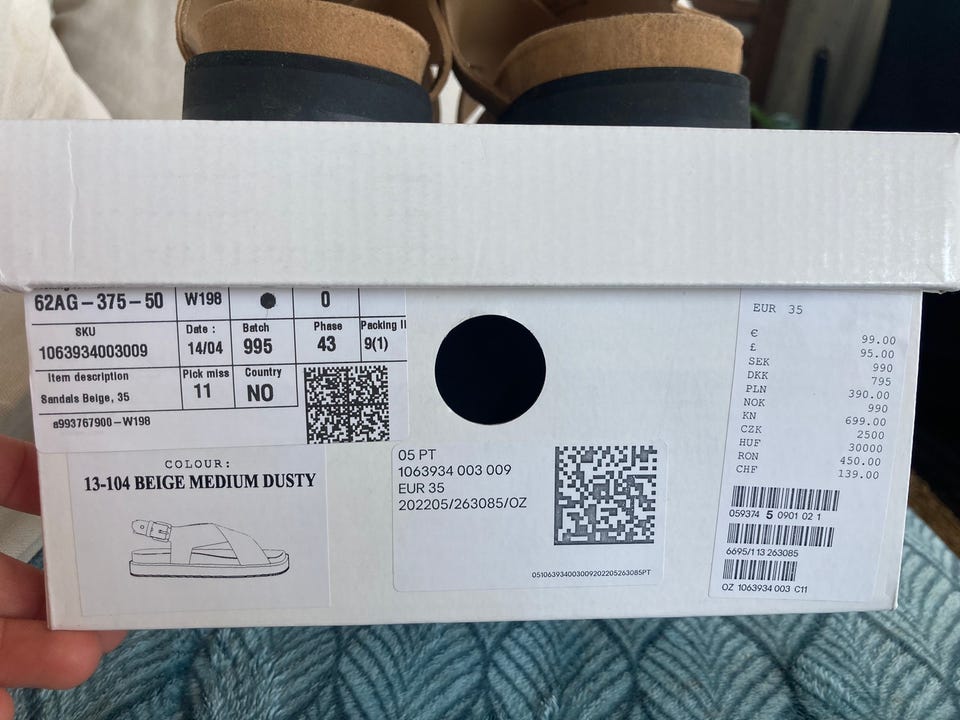 62AG-375-50 W198 0
SKU Date : Batch Phase Packing
1063934003009 14/04 995 43 9(1)
Item description Pick miss Country
Sandals Beige, 35 11 NO
a993767900-W198
COLOUR:
13-104 BEIGE MEDIUM DUSTY
05 PT
1063934 003 009
EUR 35
202205/263085/OZ
051063934003009202205263085PT
EUR 35
€ 99.00
£ 95.00
SEK 990
DKK 795
PLN 390.00
NOK 990
KN 699.00
CZK 2500
HUF 30000
RON 450.00
CHF 139.00
059374 5 0901 02 1
6695/113 263085
OZ 1063934 003 C11